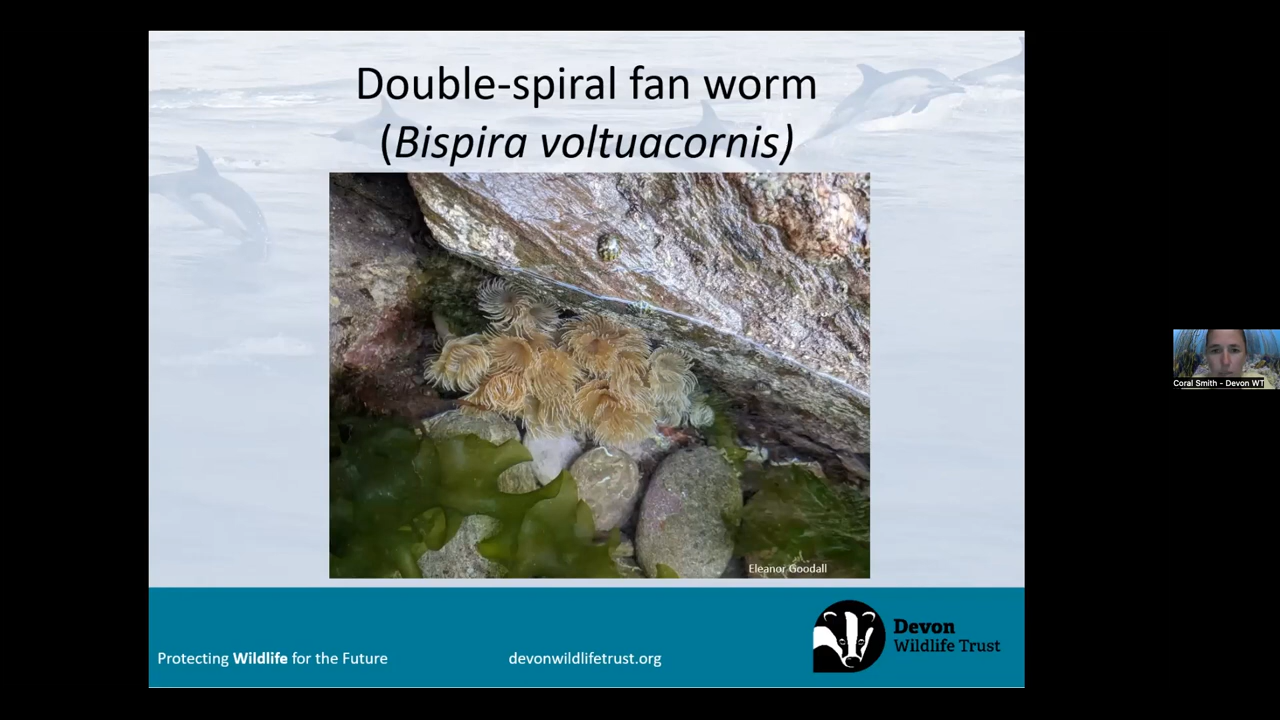 Double-spiral fan worm
(Bispira voltuacornis)
Coral Smith - Devon WT
Eleanor Goodall
Devon
Wildlife Trust
Protecting Wildlife for the Future
devonwildlifetrust.org